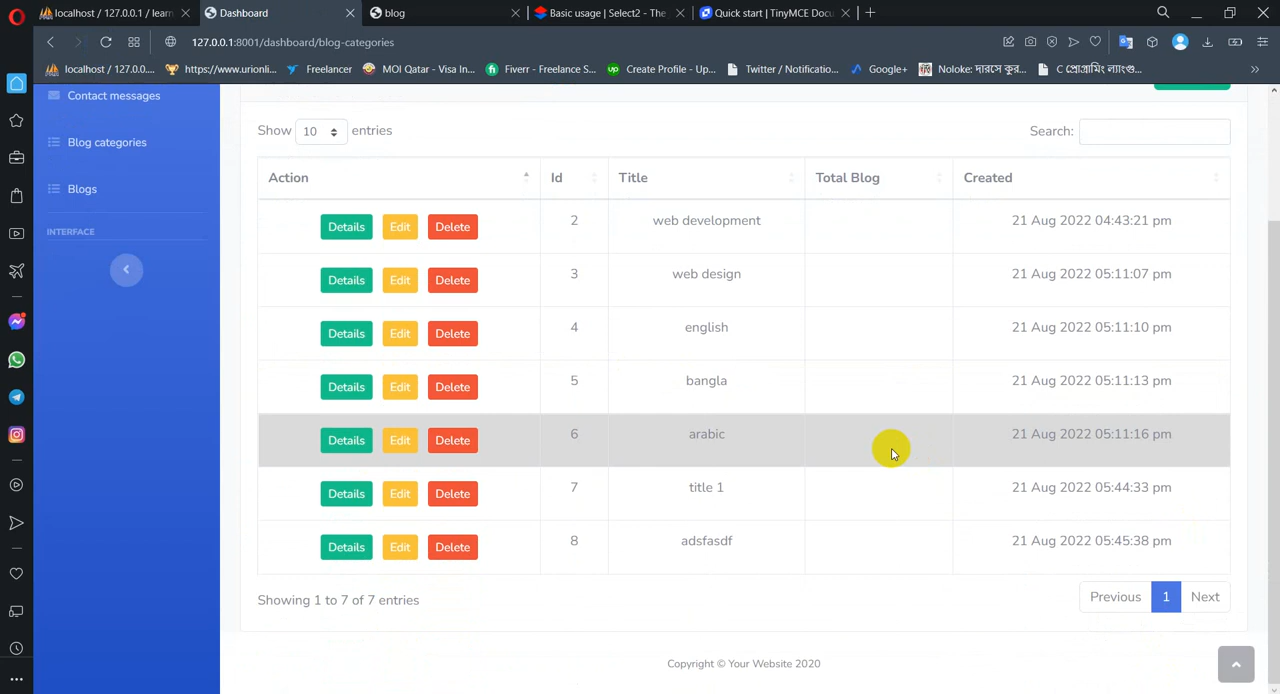 localhost / 127.0.0.1 / learn
Dashboard
blog
Basic usage | Select2 - The
Quick start | TinyMCE Docu
127.0.0.1:8001/dashboard/blog-categories
localhost / 127.0.0....
https://www.urionli...
Freelancer
MOI Qatar - Visa In...
Fiverr - Freelance S...
Create Profile - Up...
Twitter / Notificatio...
Google+
Noloke: দারসে কুর...
C প্রোগ্রামিং ল্যাংগু...
Contact messages
Blog categories
Blogs
INTERFACE
Show 10 entries
Search:
Action Id Title Total Blog Created
Details Edit Delete 2 web development 21 Aug 2022 04:43:21 pm
Details Edit Delete 3 web design 21 Aug 2022 05:11:07 pm
Details Edit Delete 4 english 21 Aug 2022 05:11:10 pm
Details Edit Delete 5 bangla 21 Aug 2022 05:11:13 pm
Details Edit Delete 6 arabic 21 Aug 2022 05:11:16 pm
Details Edit Delete 7 title 1 21 Aug 2022 05:44:33 pm
Details Edit Delete 8 adsfasdf 21 Aug 2022 05:45:38 pm
Showing 1 to 7 of 7 entries
Previous 1 Next
Copyright © Your Website 2020